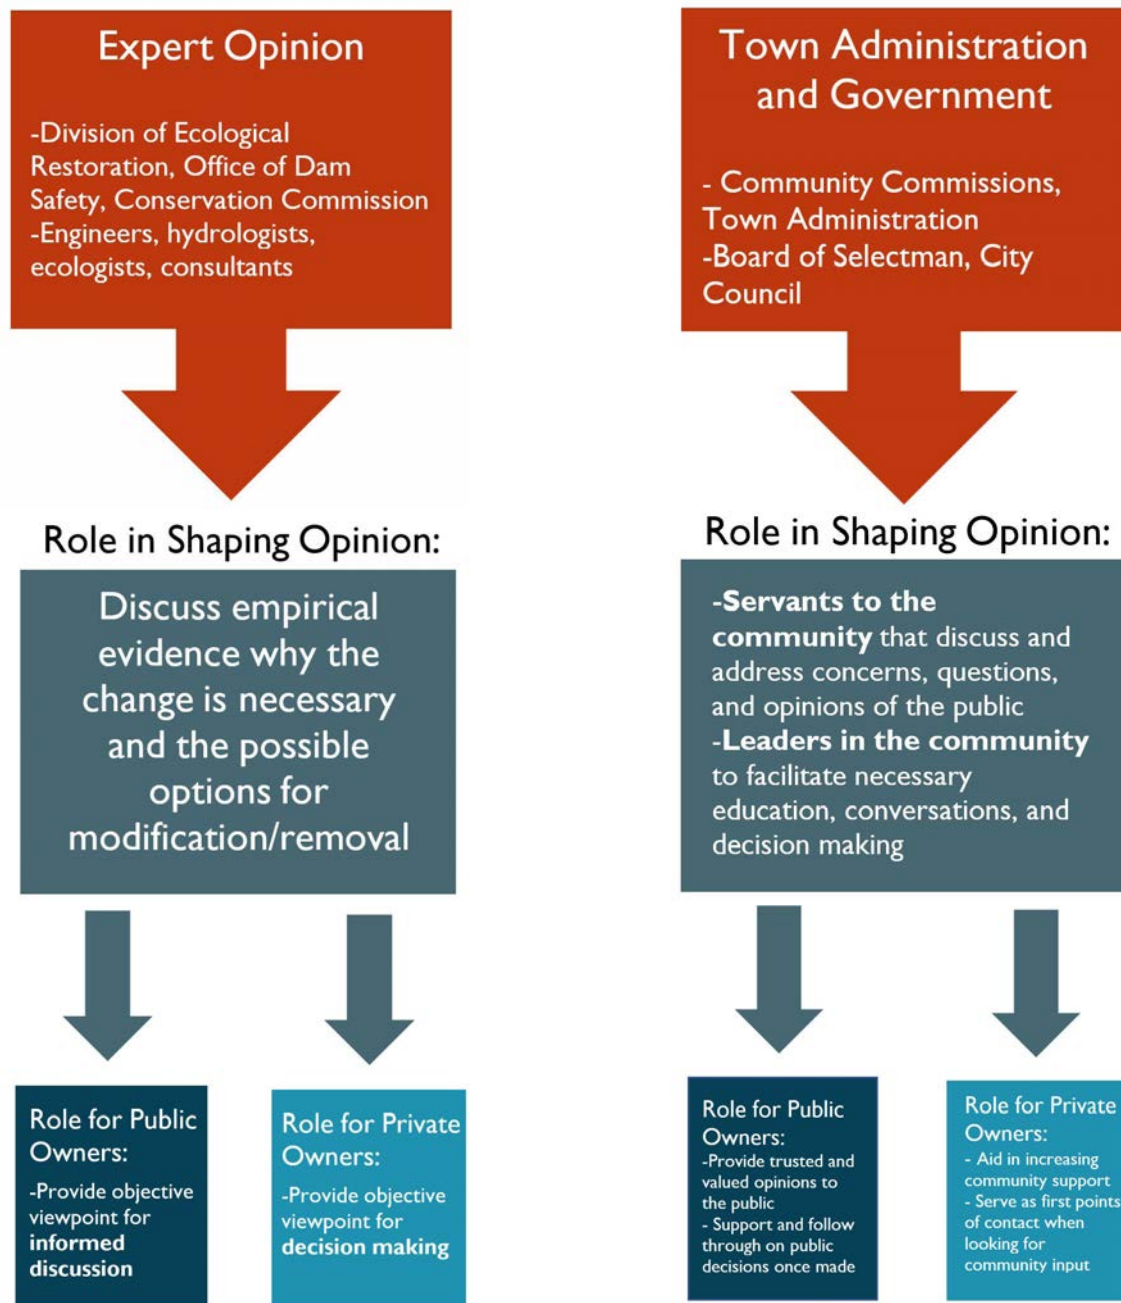 Expert Opinion
-Division of Ecological
Restoration, Office of Dam
Safety, Conservation Commission
-Engineers, hydrologists,
ecologists, consultants
Role in Shaping Opinion:
Discuss empirical
evidence why the
change is necessary
and the possible
options for
modification/removal
Role for Public
Owners:
-Provide objective
viewpoint for
informed
discussion
Role for Private
Owners:
-Provide objective
viewpoint for
decision making
Town Administration
and Government
- Community Commissions,
Town Administration
-Board of Selectman, City
Council
Role in Shaping Opinion:
-Servants to the
community that discuss and
address concerns, questions,
and opinions of the public
-Leaders in the community
to facilitate necessary
education, conversations, and
decision making
Role for Public
Owners:
-Provide trusted and
valued opinions to
the public
- Support and follow
through on public
decisions once made
Role for Private
Owners:
- Aid in increasing
community support
- Serve as first points
of contact when
looking for
community input